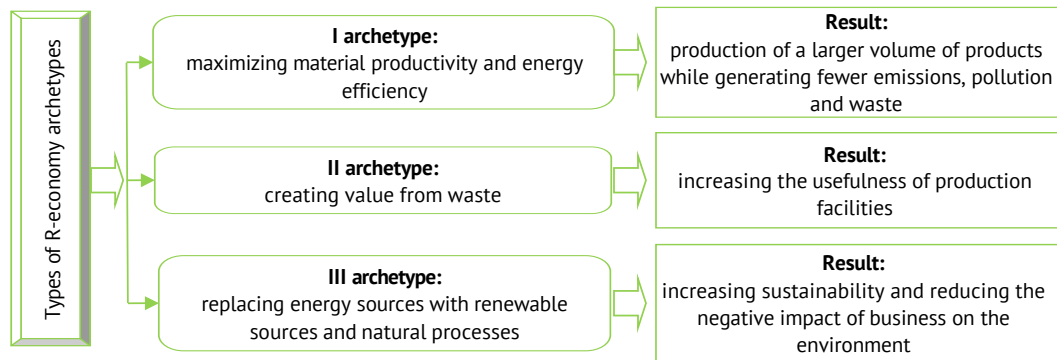 Types of R-economy archetypes
I archetype:
maximizing material productivity and energy
efficiency
Result:
production of a larger volume of products
while generating fewer emissions, pollution
and waste
II archetype:
creating value from waste
Result:
increasing the usefulness of production
facilities
III archetype:
replacing energy sources with renewable
sources and natural processes
Result:
increasing sustainability and reducing the
negative impact of business on the
environment